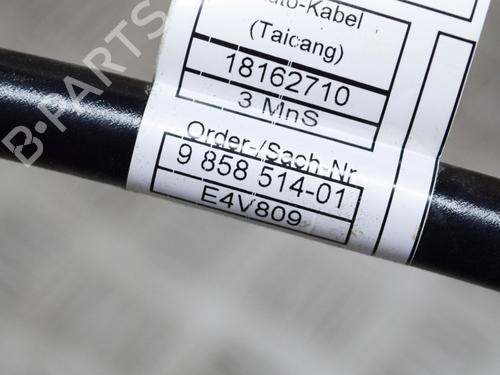 (Taicang)
18162710
3 MnS
Order-/Sach-Nr
9 858 514-01
E4V809
B-PARTS